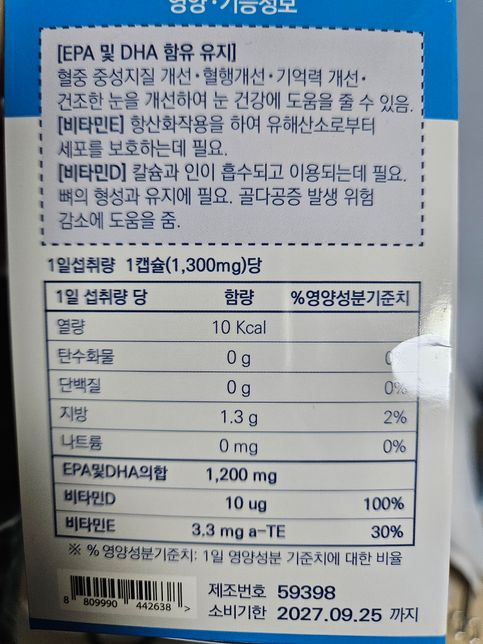 영양·기능정보
[EPA 및 DHA 함유 유지]
혈중 중성지질 개선·혈행개선·기억력 개선·
건조한 눈을 개선하여 눈 건강에 도움을 줄 수 있음.
[비타민E] 항산화작용을 하여 유해산소로부터
세포를 보호하는데 필요.
[비타민D] 칼슘과 인이 흡수되고 이용되는데 필요.
뼈의 형성과 유지에 필요. 골다공증 발생 위험
감소에 도움을 줌.
1일섭취량 1캡슐(1,300mg)당
1일 섭취량 당 함량 %영양성분기준치
열량 10 Kcal
탄수화물 0 g
단백질 0 g 0%
지방 1.3 g 2%
나트륨 0 mg 0%
EPA및DHA의합 1,200 mg
비타민D 10 ug 100%
비타민E 3.3 mg a-TE 30%
※ % 영양성분기준치: 1일 영양성분 기준치에 대한 비율
8 809990 442638 >
제조번호 59398
소비기한 2027.09.25 까지